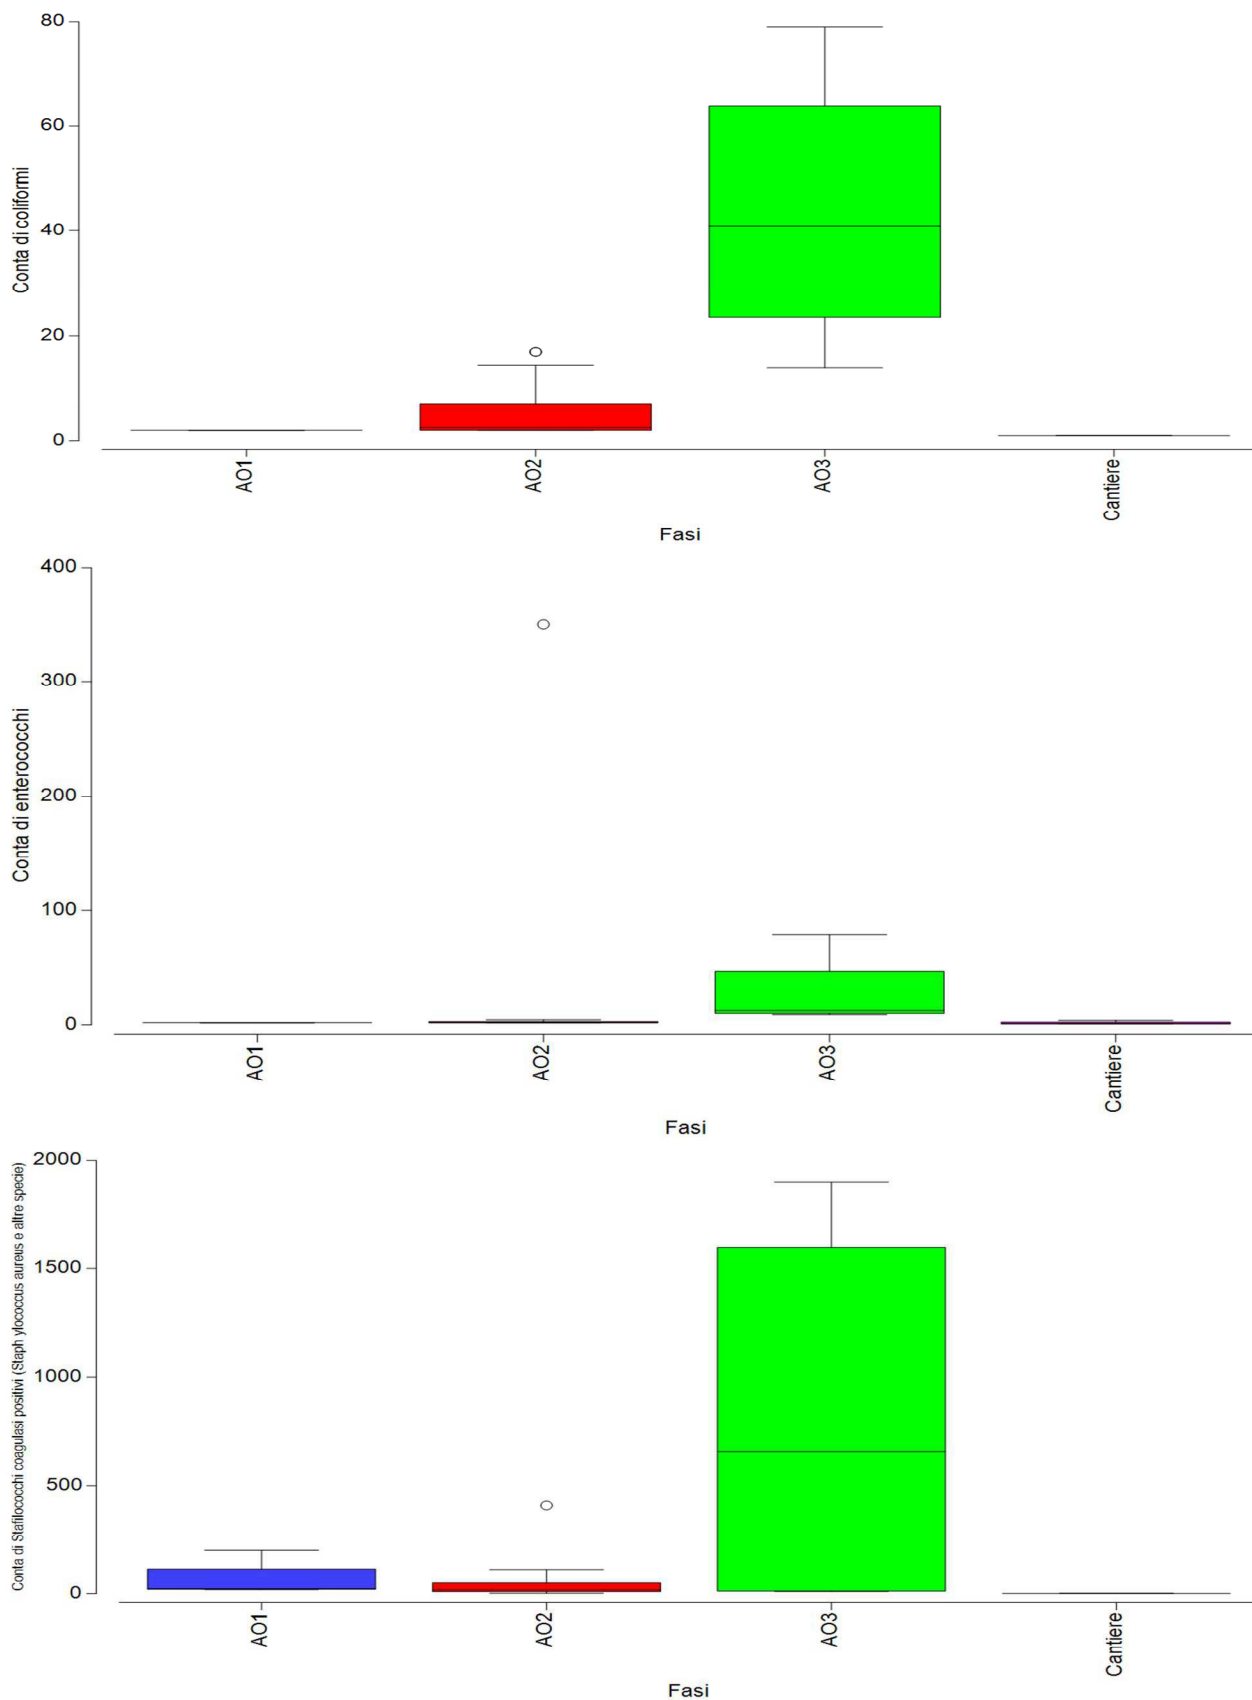 Conta di coliformi
80
60
40
20
0
AO1
AO2
AO3
Cantiere
Fasi
Conta di enterococchi
400
300
200
100
0
AO1
AO2
AO3
Cantiere
Fasi
Conta di Stafilococchi coagulasi positivi (Staph ylococcus aureus e altre specie)
2000
1500
1000
500
0
AO1
AO2
AO3
Cantiere
Fasi